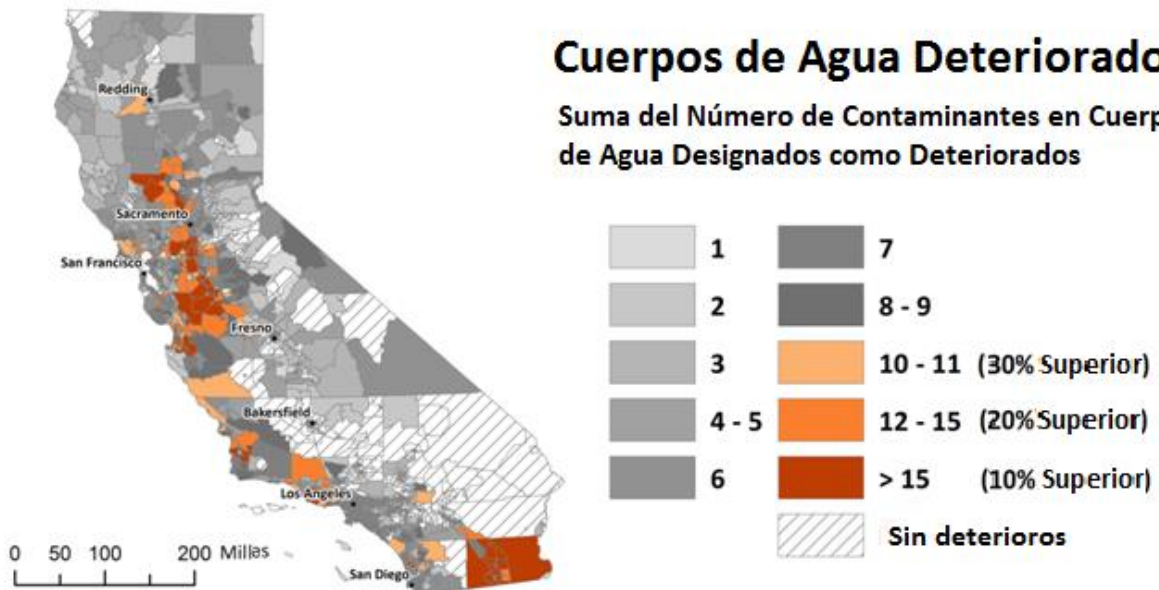 Cuerpos de Agua Deteriorado
Suma del Número de Contaminantes en Cuerp
de Agua Designados como Deteriorados
Redding
Sacramento
San Francisco
Fresno
Bakersfield
Los Angeles
San Diego
0 50 100 200 Millas
1
2
3
4 - 5
6
7
8 - 9
10 - 11 (30% Superior)
12 - 15 (20% Superior)
> 15 (10% Superior)
Sin deterioros